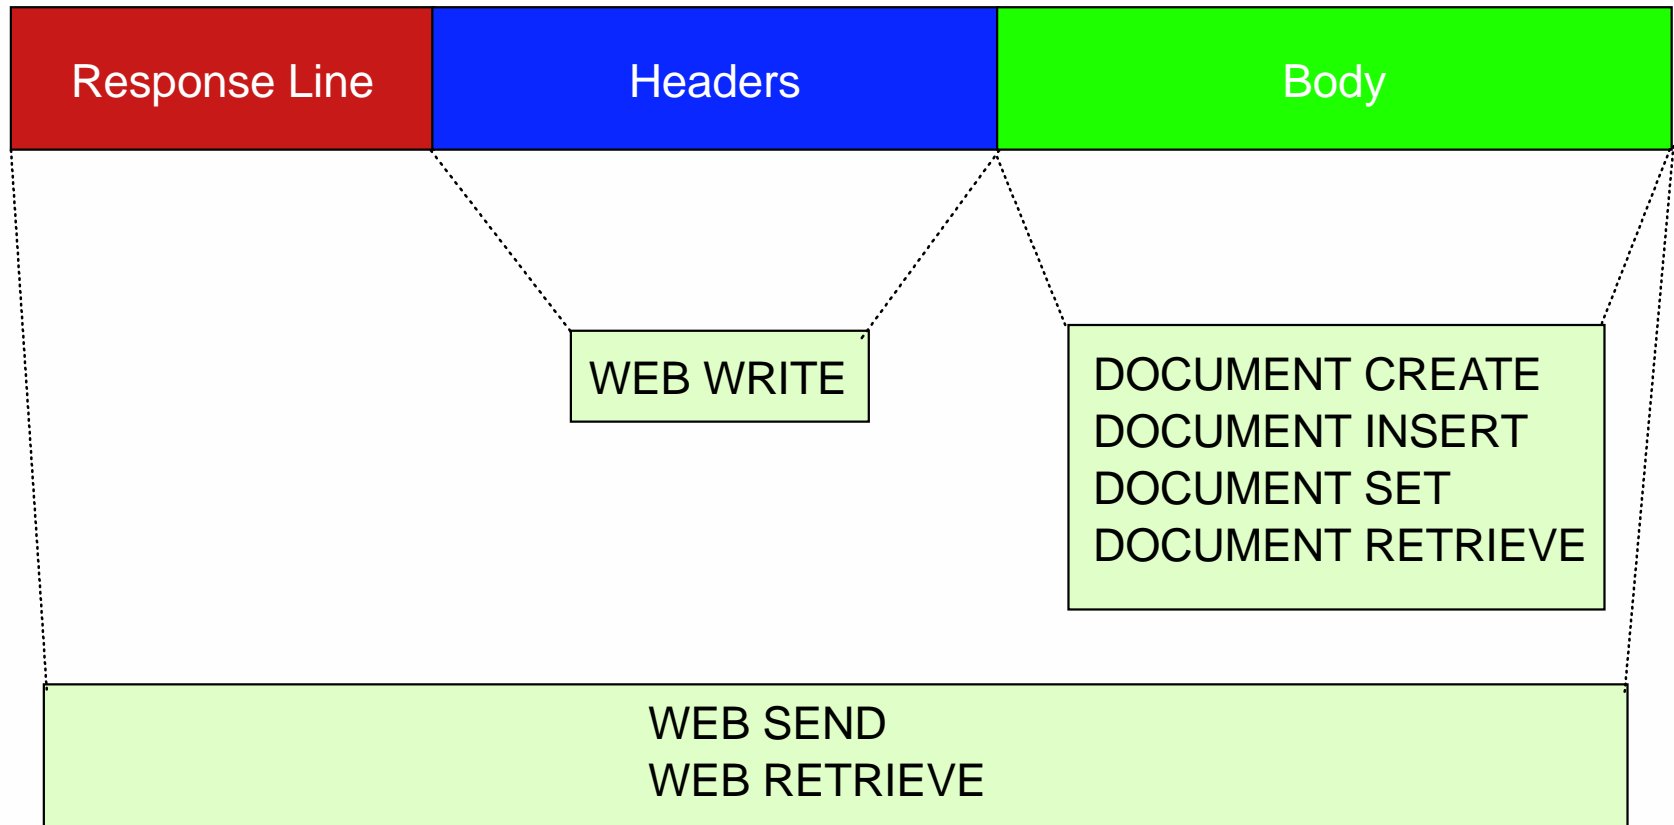 Response Line
Headers
Body
WEB WRITE
DOCUMENT CREATE
DOCUMENT INSERT
DOCUMENT SET
DOCUMENT RETRIEVE
WEB SEND
WEB RETRIEVE